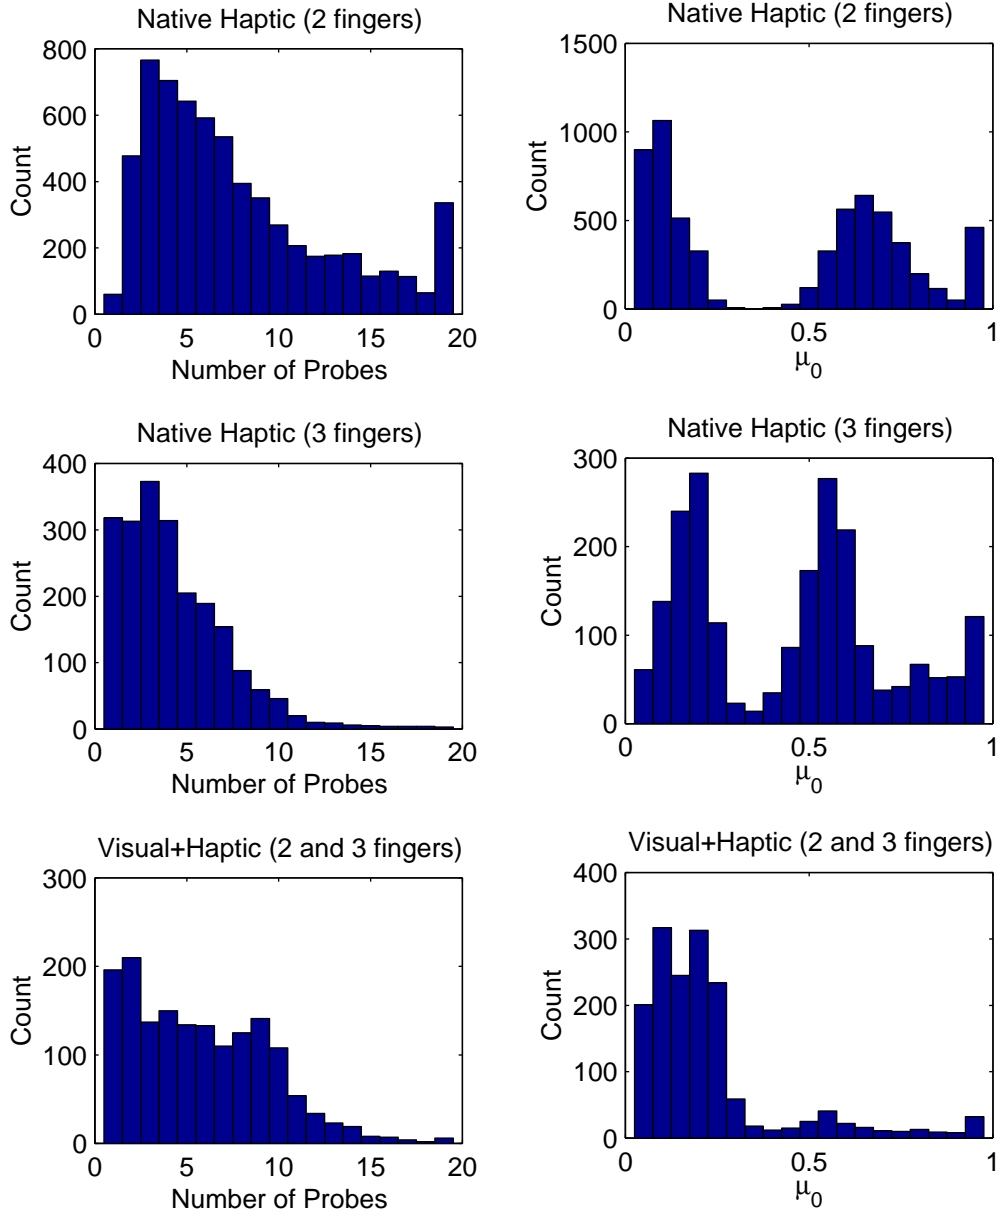 Native Haptic (2 fingers)
800
600
400
200
0
Count
0 5 10 15 20
Number of Probes
Native Haptic (2 fingers)
1500
1000
500
0
Count
0 0.5 1
μ0
Native Haptic (3 fingers)
400
300
200
100
0
Count
0 5 10 15 20
Number of Probes
Native Haptic (3 fingers)
300
200
100
0
Count
0 0.5 1
μ0
Visual+Haptic (2 and 3 fingers)
300
200
100
0
Count
0 5 10 15 20
Number of Probes
Visual+Haptic (2 and 3 fingers)
400
300
200
100
0
Count
0 0.5 1
μ0